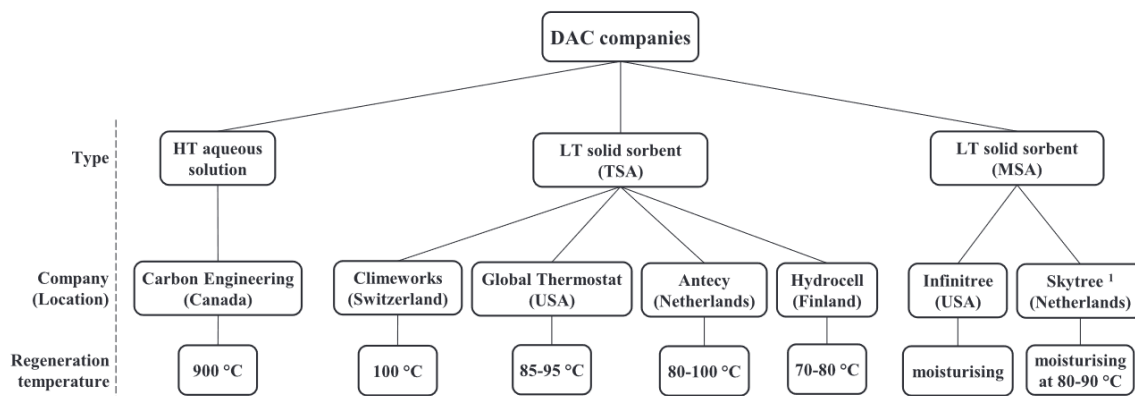 DAC companies
Type
HT aqueous
solution
LT solid sorbent
(TSA)
LT solid sorbent
(MSA)
Company
(Location)
Carbon Engineering
(Canada)
Climeworks
(Switzerland)
Global Thermostat
(USA)
Antecy
(Netherlands)
Hydrocell
(Finland)
Infinitree
(USA)
Skytree ¹
(Netherlands)
Regeneration
temperature
900 °C
100 °C
85-95 °C
80-100 °C
70-80 °C
moisturising
moisturising
at 80-90 °C